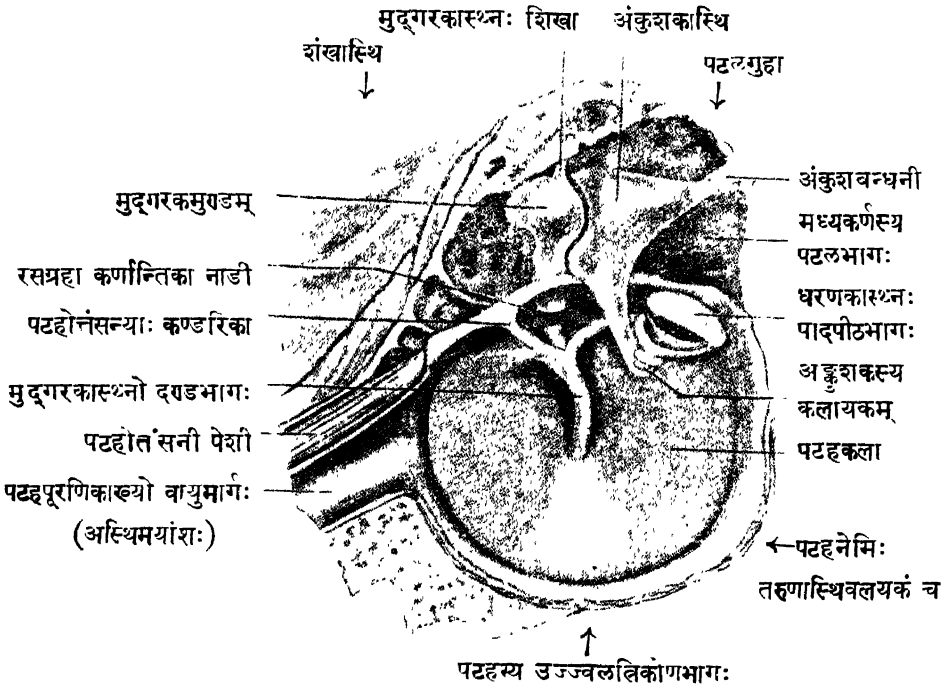 मुद्गरकास्थ्नः शिखा
अंकुशकास्थि
शंखास्थि
पटलगुहा
मुद्गरकमुण्डम्
रसग्रहा कर्णान्तिका नाडी
पटहोत्तंसन्याः कण्डरिका
मुद्गरकास्थ्नो दण्डभागः
पटहोतंसनी पेशी
पटहपूरणिकाख्यो वायुमार्गः
(अस्थिमयांशः)
अंकुशवन्धनी
मध्यकर्णस्य
पटलभागः
धरणकास्थ्नः
पादपीठभागः
अङ्कुशकस्य
कलायकम्
पटहकला
पटहनेमिः
तरुणास्थिवलयकं च
पटहस्य उज्ज्वलत्रिकोणभागः